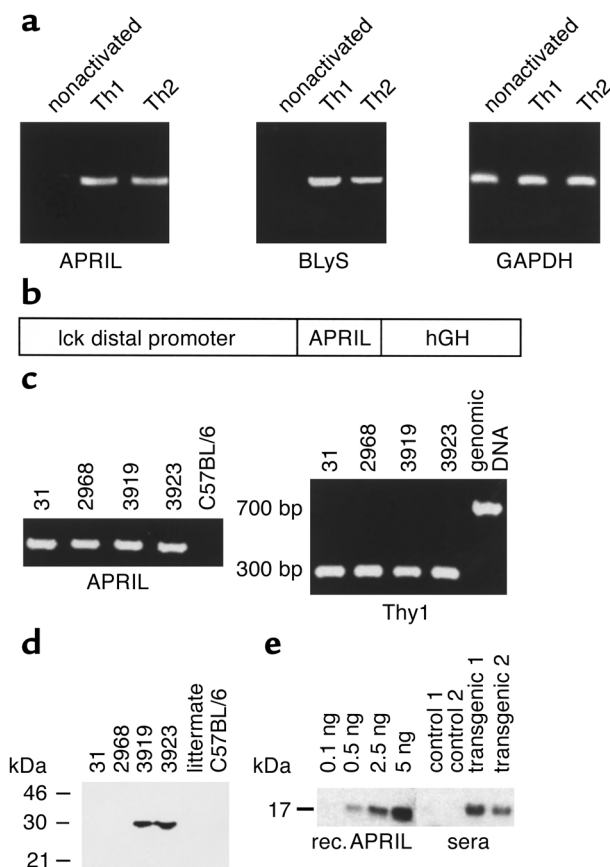 a
nonactivated Th1 Th2
nonactivated Th1 Th2
nonactivated Th1 Th2
APRIL BLyS GAPDH
b
lck distal promoter APRIL hGH
c
31 2968 3919 3923 C57BL/6
31 2968 3919 3923 genomic DNA
700 bp
300 bp
APRIL
Thy1
d
31 2968 3919 3923 littermate C57BL/6
kDa
46
30
21
e
0.1 ng 0.5 ng 2.5 ng 5 ng control 1 control 2 transgenic 1 transgenic 2
kDa
17
rec. APRIL sera